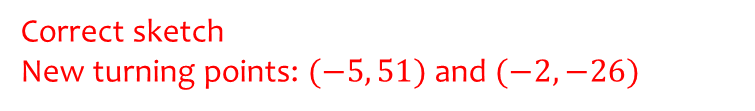 Correct sketch
New turning points: (−5, 51) and (−2, −26)